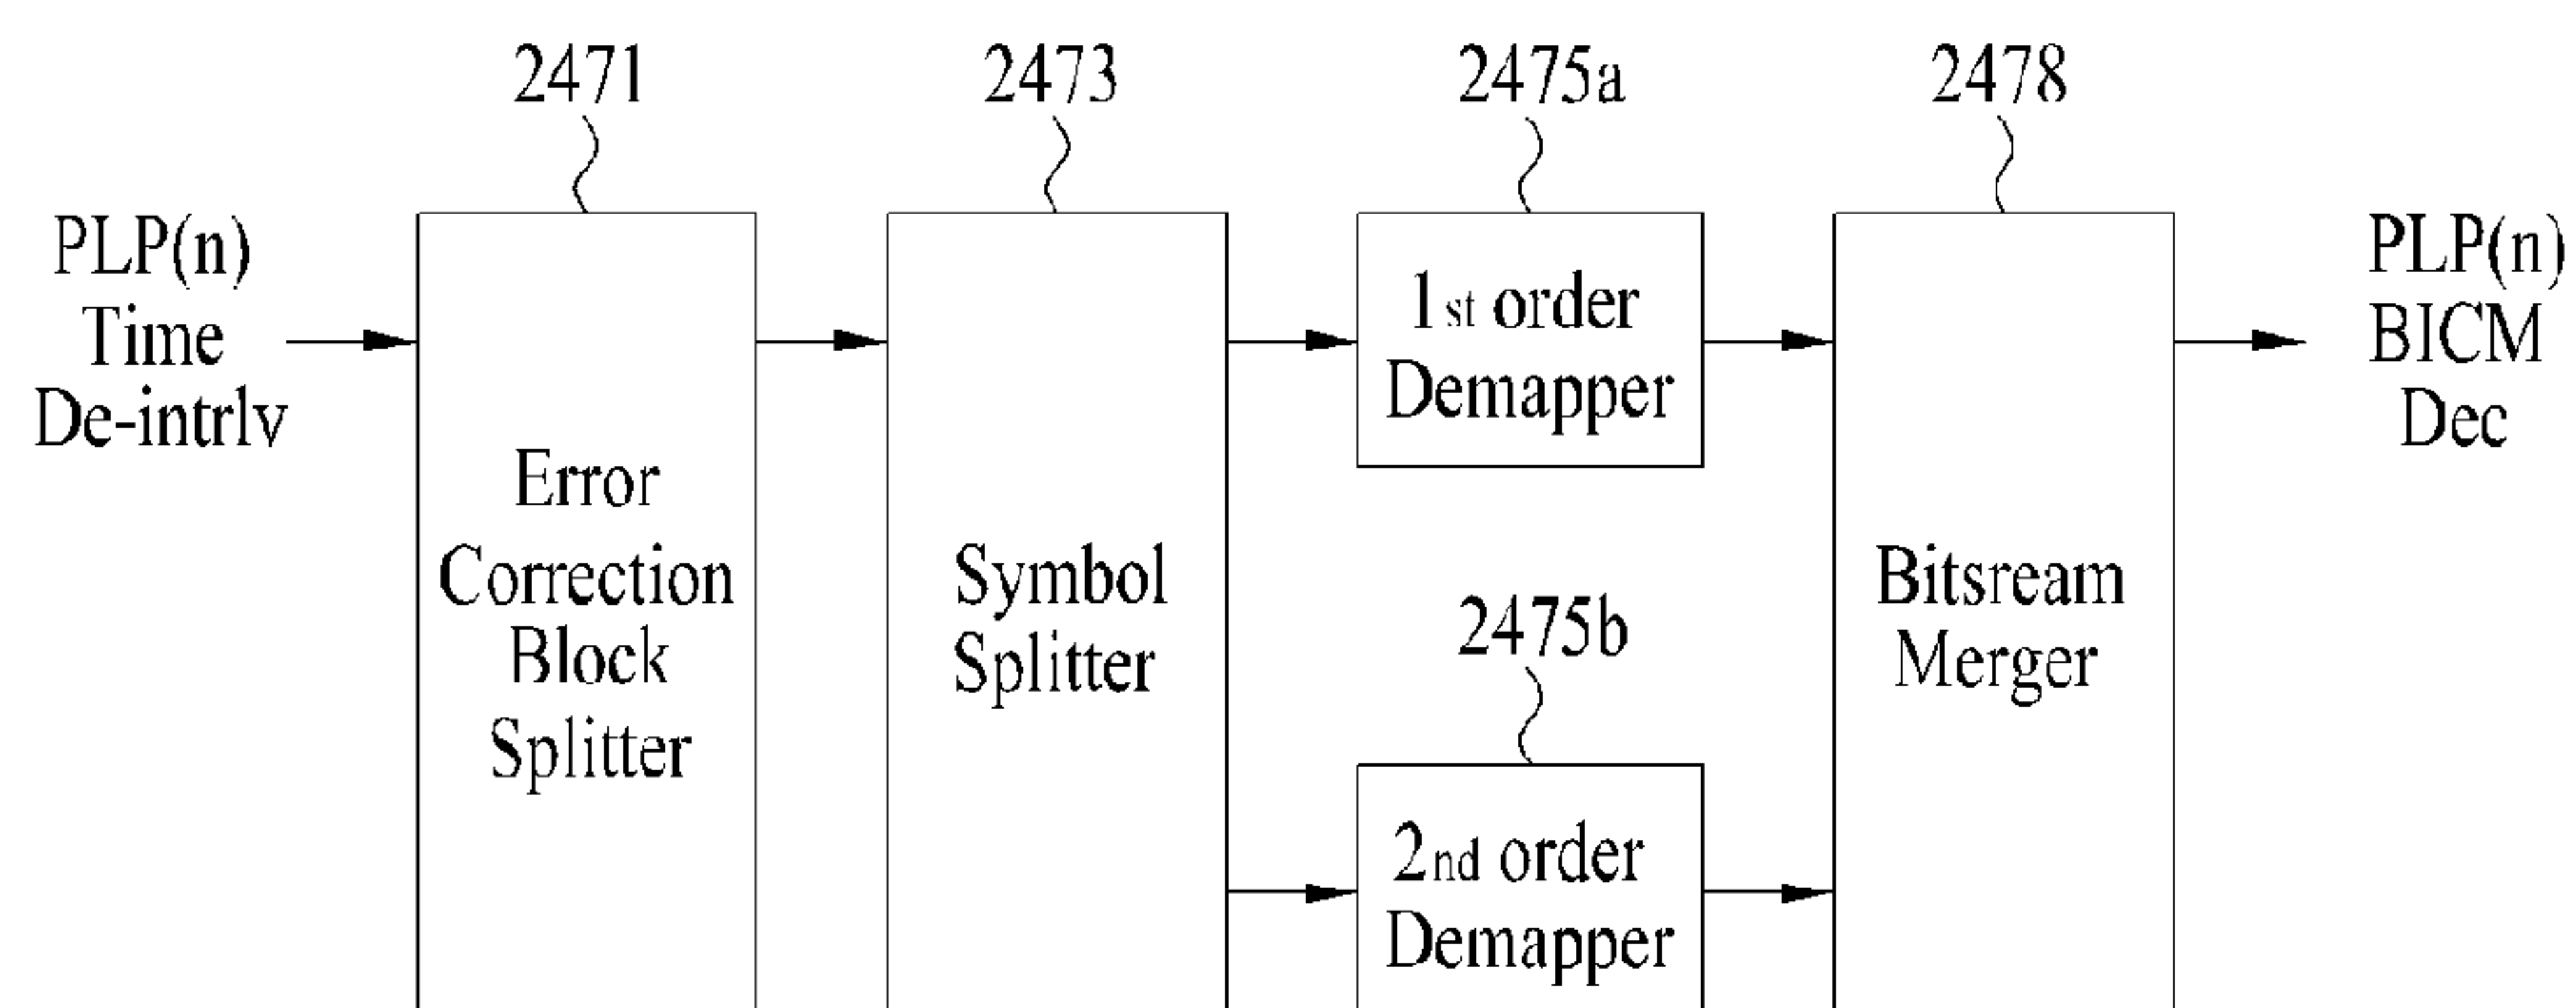 2471
2473
2475a
2478
PLP(n)
Time
De-intrlv
Error
Correction
Block
Splitter
Symbol
Splitter
1st order
Demapper
2475b
2nd order
Demapper
Bitsream
Merger
PLP(n)
BICM
Dec